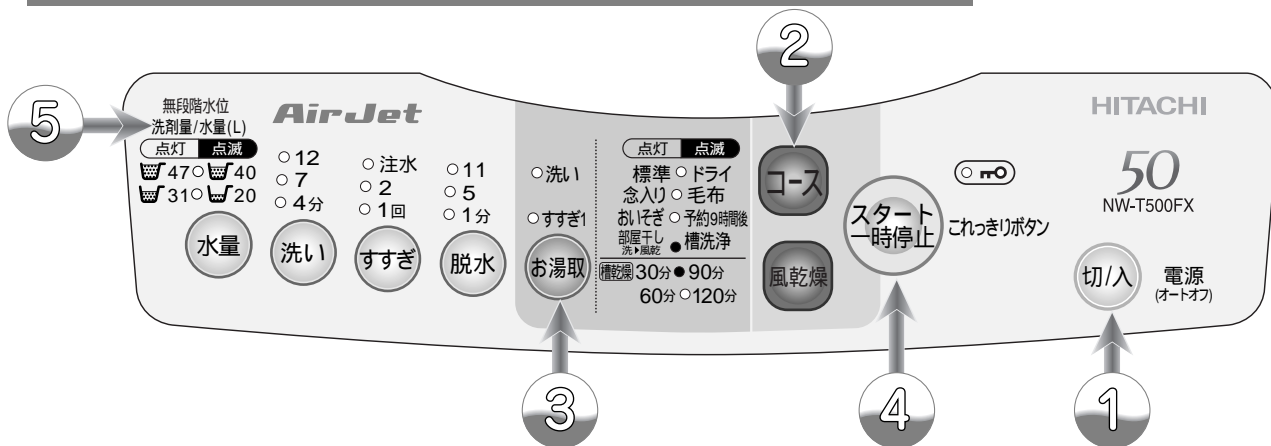 無段階水位
洗剤量/水量(L)
点灯 点滅
47 40
31 20
水量
AirJet
12
7
4分
洗い
注水
2
1回
すすぎ
11
5
1分
脱水
洗い
すすぎ1
お湯取
点灯 点滅
標準 ドライ
念入り 毛布
おいそぎ 予約9時間後
部屋干し 槽洗浄
洗▶風乾
槽乾燥 30分 90分
60分 120分
コース
風乾燥
スタート
一時停止
これっきりボタン
HITACHI
50
NW-T500FX
切/入
電源
(オートオフ)
5
2
3
4
1